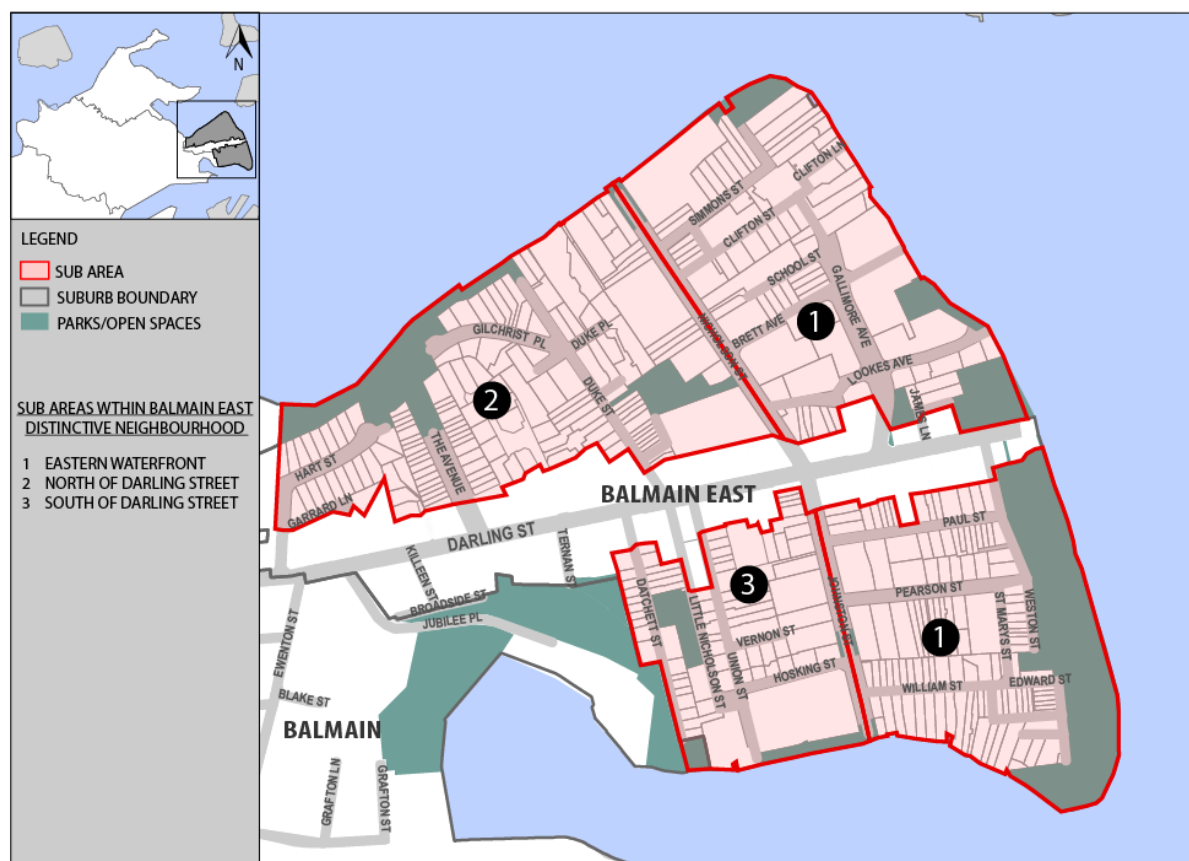 N
LEGEND
SUB AREA
SUBURB BOUNDARY
PARKS/OPEN SPACES
SUB AREAS WTHIN BALMAIN EAST
DISTINCTIVE NEIGHBOURHOOD
1 EASTERN WATERFRONT
2 NORTH OF DARLING STREET
3 SOUTH OF DARLING STREET
CLIFTON LN
SIMMONS ST
CLIFTON ST
SCHOOL ST
GALLIMORE AVE
BRETT AVE
1
NICHOLSON ST
LOOKES AVE
JAMES LN
GILCHRIST PL
DUKE PL
DUKE ST
2
THE AVENUE
HART ST
GARRARD LN
BALMAIN EAST
DARLING ST
KILLEEN ST
TERNAN ST
BROADSIDE ST
JUBILEE PL
EWENTON ST
BLAKE ST
BALMAIN
GRAFTON LN
GRAFTON ST
DATCHETT ST
LITTLE NICHOLSON ST
3
UNION ST
VERNON ST
HOSKING ST
JOHNSTON ST
PAUL ST
PEARSON ST
1
ST MARYS ST
WESTON ST
WILLIAM ST
EDWARD ST